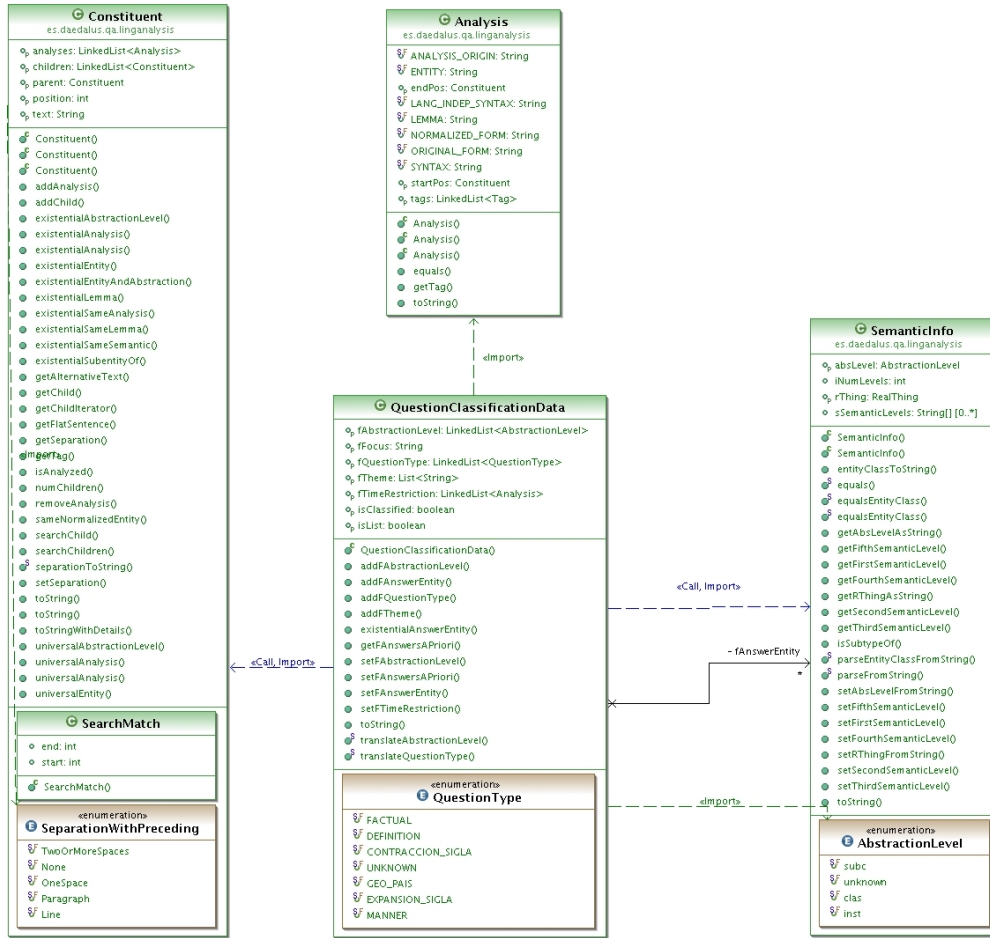 Constituent
es.daedalus.qa.linganalysis
analyses: LinkedList<Analysis>
children: LinkedList<Constituent>
parent: Constituent
position: int
text: String
Constituent()
Constituent()
Constituent()
addAnalysis()
addChild()
existentialAbstractionLevel()
existentialAnalysis()
existentialAnalysis()
existentialEntity()
existentialEntityAndAbstraction()
existentialLemma()
existentialSameAnalysis()
existentialSameLemma()
existentialSameSemantic()
existentialSubentityOf()
getAlternativeText()
getChild()
getChildIterator()
getFlatSentence()
getSeparation()
getTag()
«Import»
isAnalyzed()
numChildren()
removeAnalysis()
sameNormalizedEntity()
searchChild()
searchChildren()
separationToString()
setSeparation()
toString()
toString()
toStringWithDetails()
universalAbstractLevel()
universalAnalysis()
universalAnalysis()
universalEntity()
SearchMatch
end: int
start: int
SearchMatch()
«enumeration»
SeparationWithPreceding
TwoOrMoreSpaces
None
OneSpace
Paragraph
Line
Analysis
es.daedalus.qa.linganalysis
ANALYSIS_ORIGIN: String
ENTITY: String
endPos: Constituent
LANG_INDEP_SYNTAX: String
LEMMA: String
NORMALIZED_FORM: String
ORIGINAL_FORM: String
SYNTAX: String
startPos: Constituent
tags: LinkedList<Tag>
Analysis()
Analysis()
Analysis()
equals()
getTag()
toString()
«Import»
QuestionClassificationData
fAbstractionLevel: LinkedList<AbstractionLevel>
fFocus: String
fQuestionType: LinkedList<QuestionType>
fTheme: List<String>
fTimeRestriction: LinkedList<Analysis>
isClassified: boolean
isList: boolean
QuestionClassificationData()
addFAbstractionLevel()
addFAnswerEntity()
addFQuestionType()
addFTheme()
existentialAnswerEntity()
getFAnswersAPriori()
setFAbstractionLevel()
setFAnswersAPriori()
setFAnswerEntity()
setFTimeRestriction()
toString()
translateAbstractionLevel()
translateQuestionType()
«enumeration»
QuestionType
FACTUAL
DEFINITION
CONTRACCION_SIGLA
UNKNOWN
GEO_PAIS
EXPANSION_SIGLA
MANNER
«Call, Import»
«Call, Import»
- fAnswerEntity
*
«Import»
SemanticInfo
es.daedalus.qa.linganalysis
absLevel: AbstractionLevel
iNumLevels: int
rThing: RealThing
sSemanticLevels: String[] [0..*]
SemanticInfo()
SemanticInfo()
entityClassToString()
equals()
equalsEntityClass()
equalsEntityClass()
getAbsLevelAsString()
getFifthSemanticLevel()
getFirstSemanticLevel()
getFourthSemanticLevel()
getRThingAsString()
getSecondSemanticLevel()
getThirdSemanticLevel()
isSubtypeOf()
parseEntityClassFromString()
parseFromString()
setAbsLevelFromString()
setFifthSemanticLevel()
setFirstSemanticLevel()
setFourthSemanticLevel()
setRThingFromString()
setSecondSemanticLevel()
setThirdSemanticLevel()
toString()
«enumeration»
AbstractionLevel
subc
unknown
clas
inst